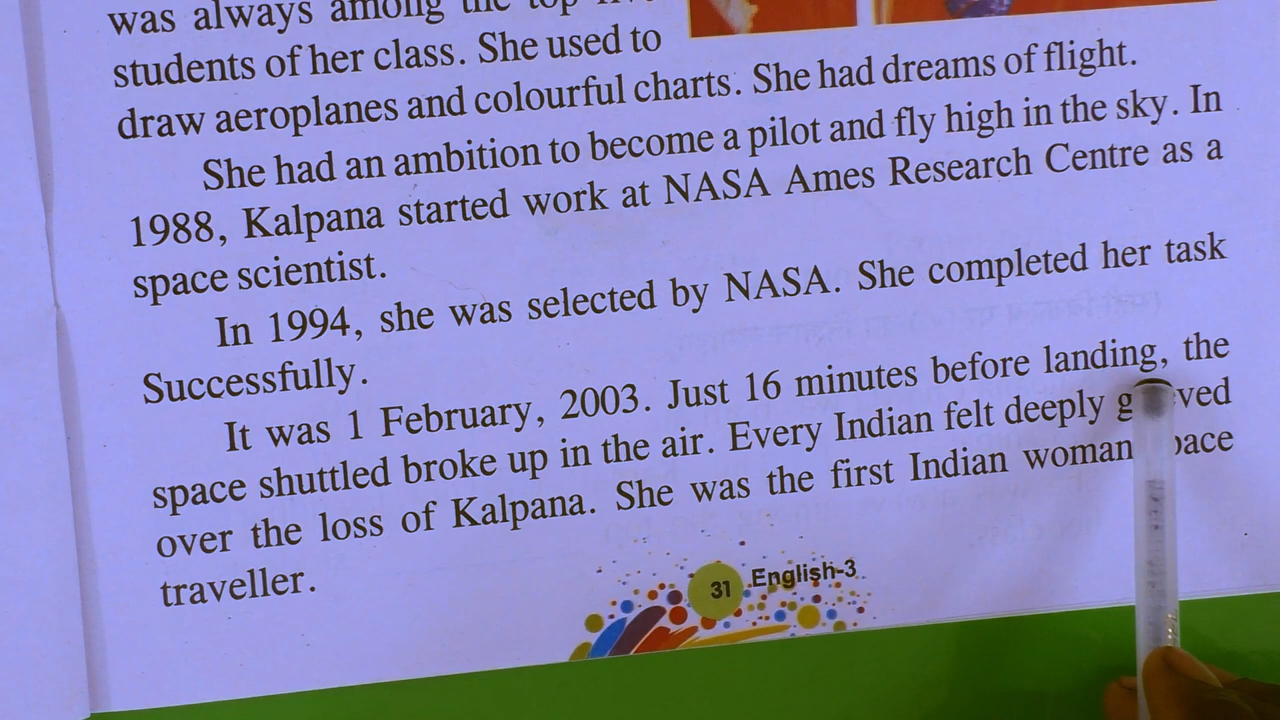 was always among the top
students of her class. She used to
draw aeroplanes and colourful charts. She had dreams of flight.
She had an ambition to become a pilot and fly high in the sky. In
1988, Kalpana started work at NASA Ames Research Centre as a
space scientist.
In 1994, she was selected by NASA. She completed her task
Successfully.
It was 1 February, 2003. Just 16 minutes before landing, the
space shuttled broke up in the air. Every Indian felt deeply
over the loss of Kalpana. She was the first Indian woman
traveller.
31 English-3